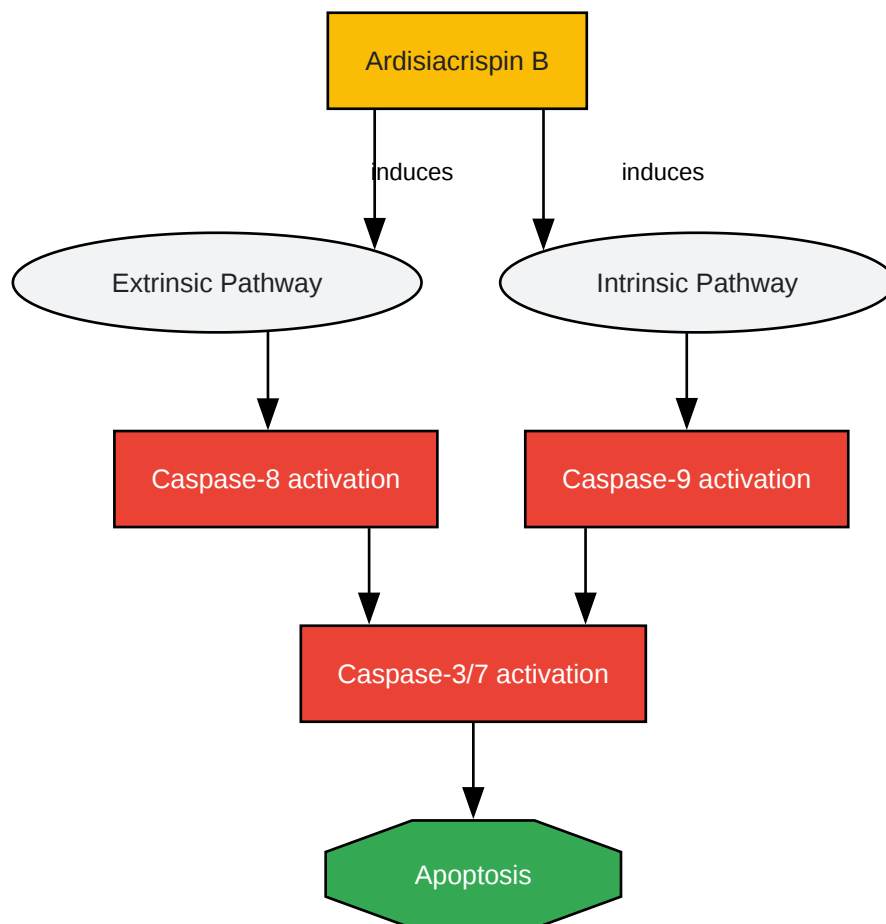 Ardisiacrispin B
induces
induces
Extrinsic Pathway
Intrinsic Pathway
Caspase-8 activation
Caspase-9 activation
Caspase-3/7 activation
Apoptosis